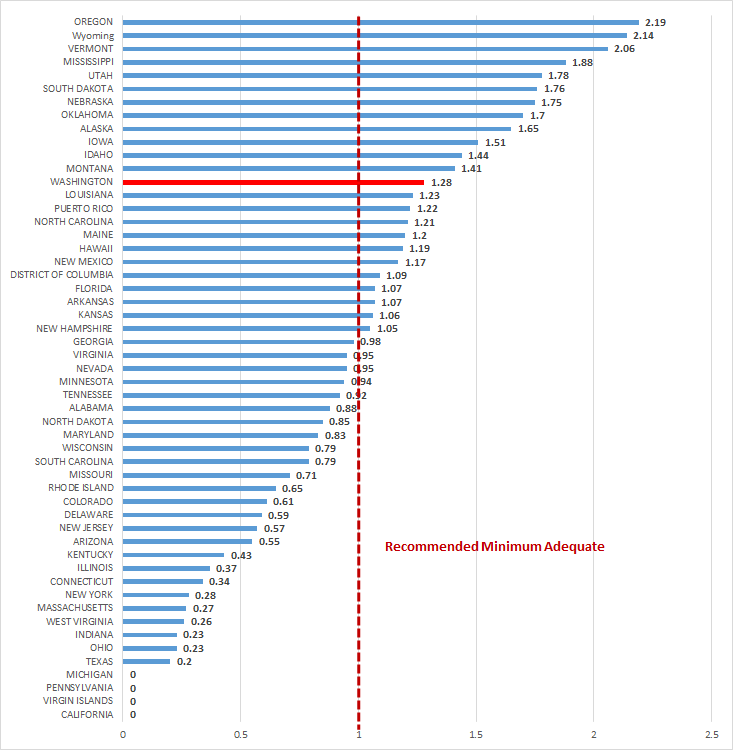 OREGON 2.19
Wyoming 2.14
VERMONT 2.06
MISSISSIPPI 1.88
UTAH 1.78
SOUTH DAKOTA 1.76
NEBRASKA 1.75
OKLAHOMA 1.7
ALASKA 1.65
IOWA 1.51
IDAHO 1.44
MONTANA 1.41
WASHINGTON 1.28
LOUISIANA 1.23
PUERTO RICO 1.22
NORTH CAROLINA 1.21
MAINE 1.2
HAWAII 1.19
NEW MEXICO 1.17
DISTRICT OF COLUMBIA 1.09
FLORIDA 1.07
ARKANSAS 1.07
KANSAS 1.06
NEW HAMPSHIRE 1.05
GEORGIA 0.98
VIRGINIA 0.95
NEVADA 0.95
MINNESOTA 0.94
TENNESSEE 0.92
ALABAMA 0.88
NORTH DAKOTA 0.85
MARYLAND 0.83
WISCONSIN 0.79
SOUTH CAROLINA 0.79
MISSOURI 0.71
RHODE ISLAND 0.65
COLORADO 0.61
DELAWARE 0.59
NEW JERSEY 0.57
ARIZONA 0.55
Recommended Minimum Adequate
KENTUCKY 0.43
ILLINOIS 0.37
CONNECTICUT 0.34
NEW YORK 0.28
MASSACHUSETTS 0.27
WEST VIRGINIA 0.26
INDIANA 0.23
OHIO 0.23
TEXAS 0.2
MICHIGAN 0
PENNSYLVANIA 0
VIRGIN ISLANDS 0
CALIFORNIA 0
0 0.5 1 1.5 2 2.5